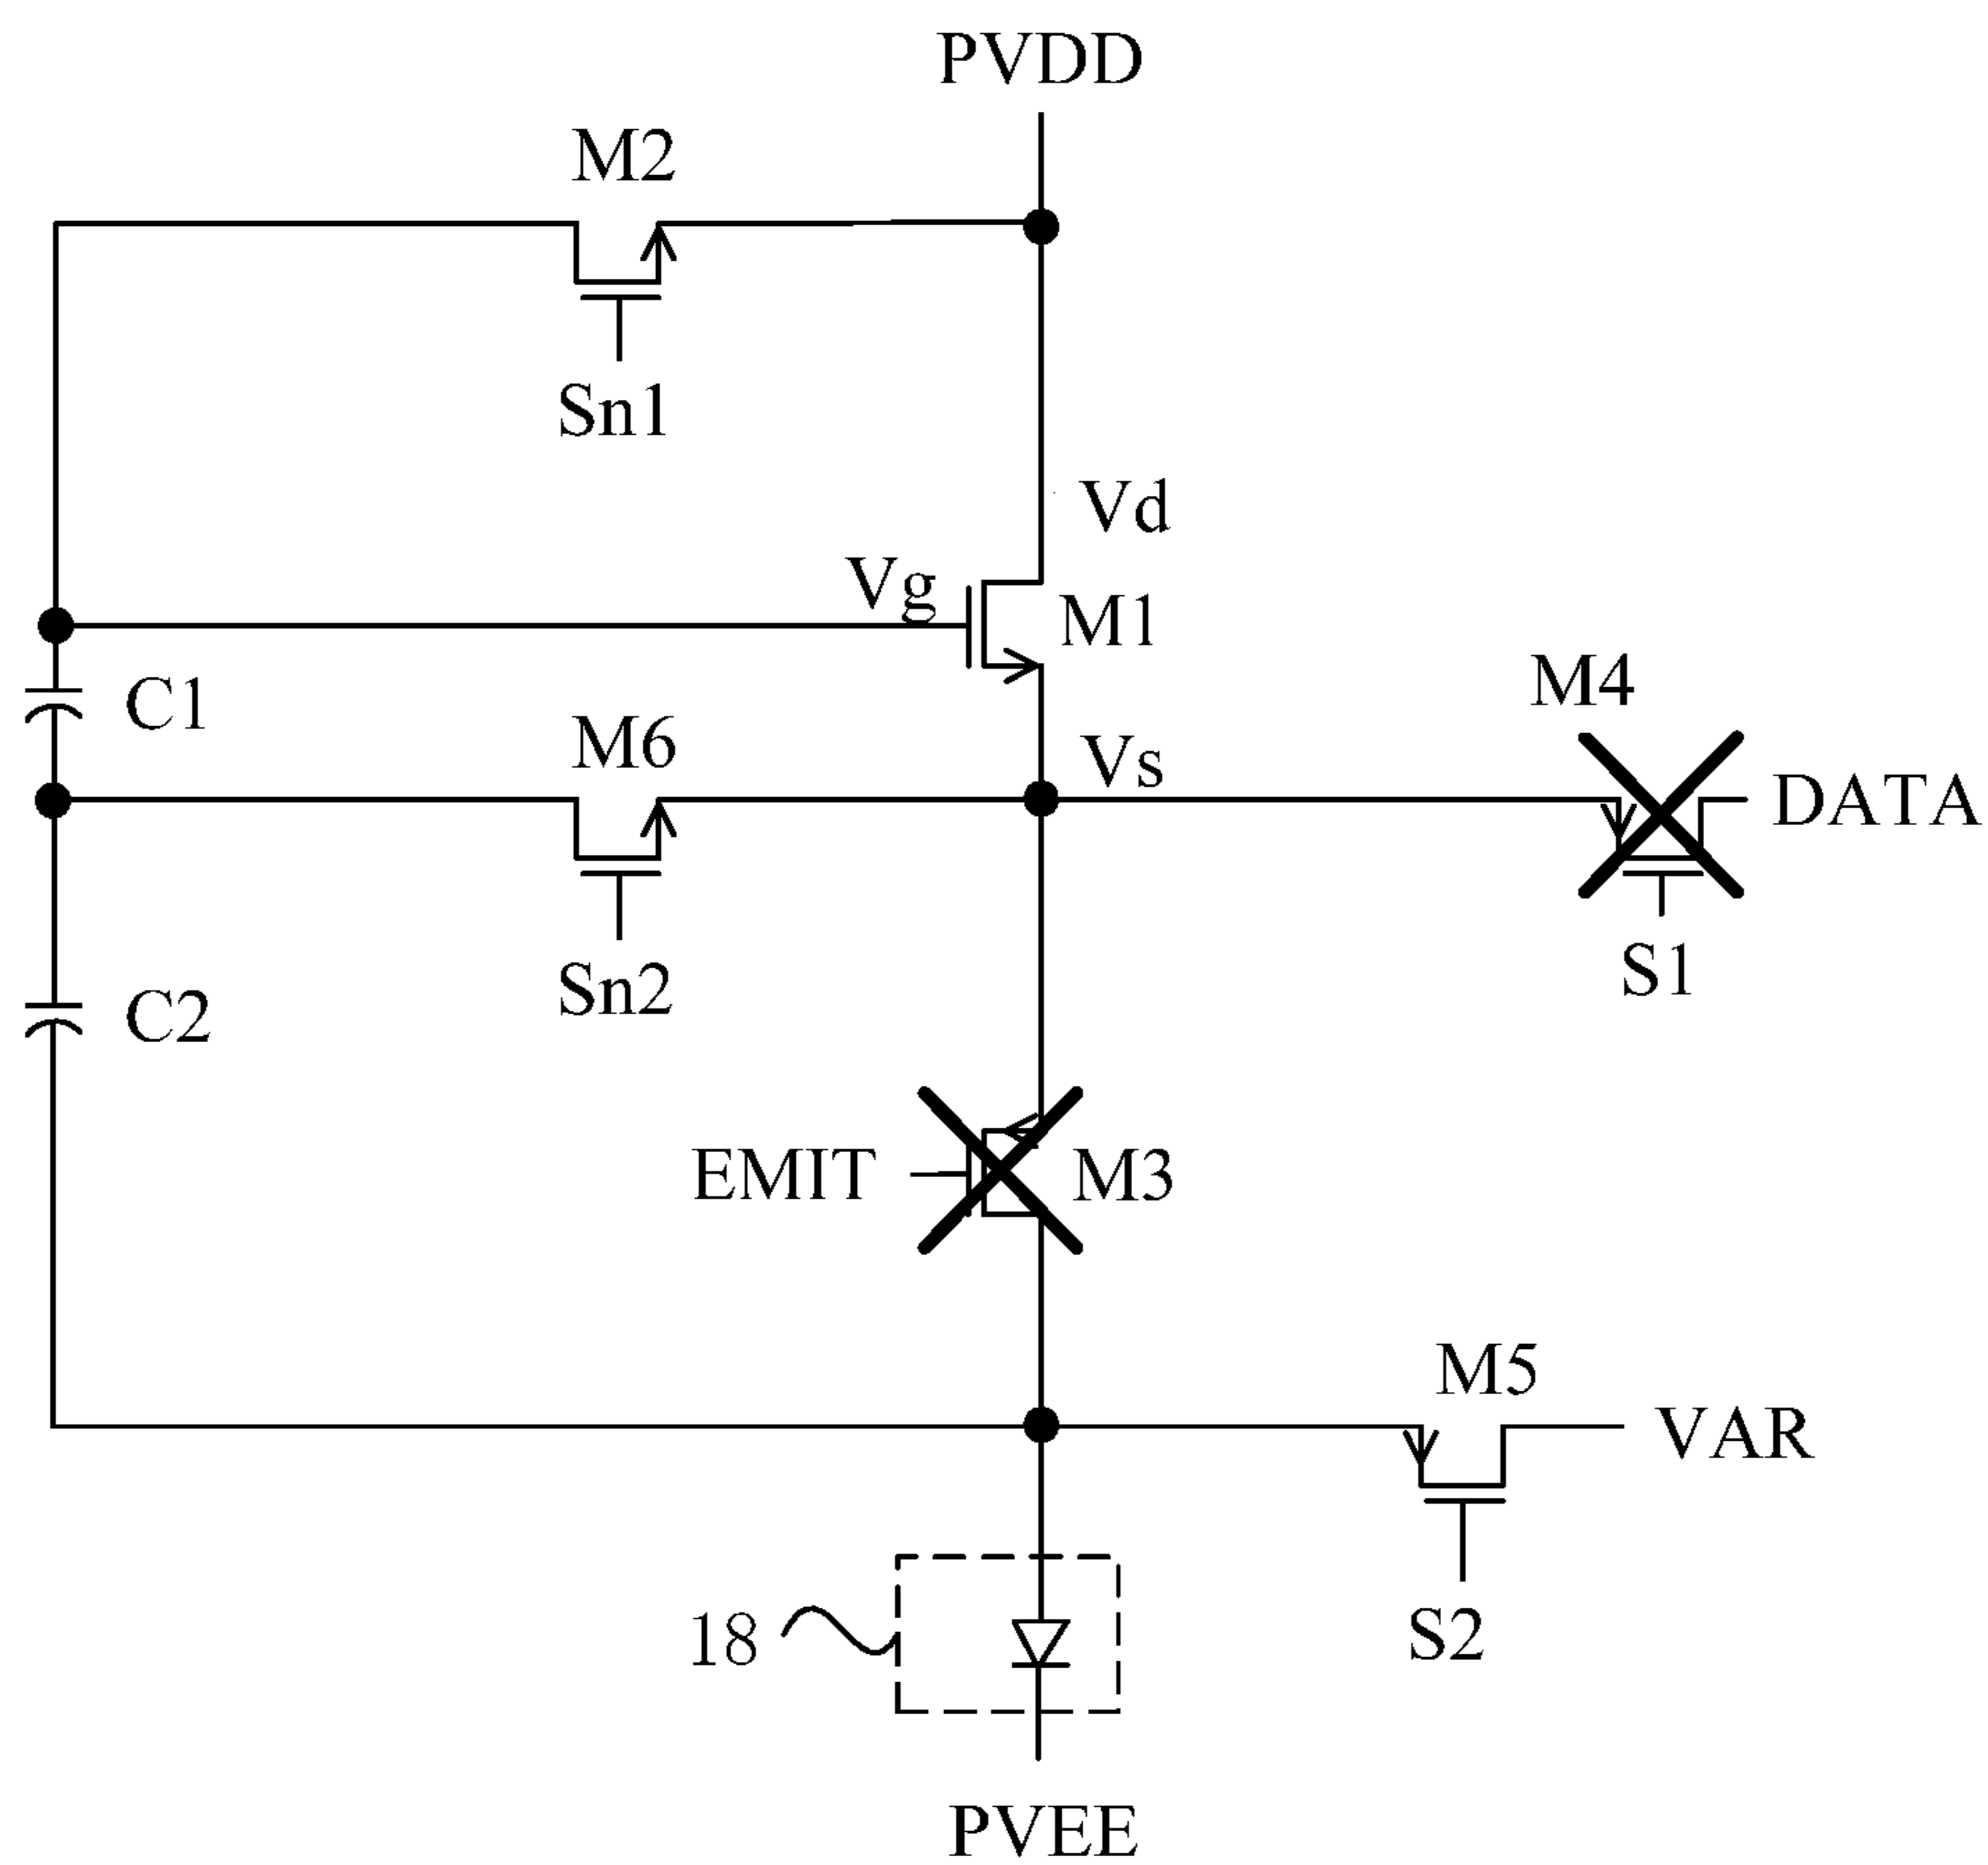 PVDD
M2
Sn1
Vd
Vg
M1
C1
M6
Vs
M4
DATA
Sn2
S1
C2
EMIT
M3
M5
VAR
18
S2
PVEE